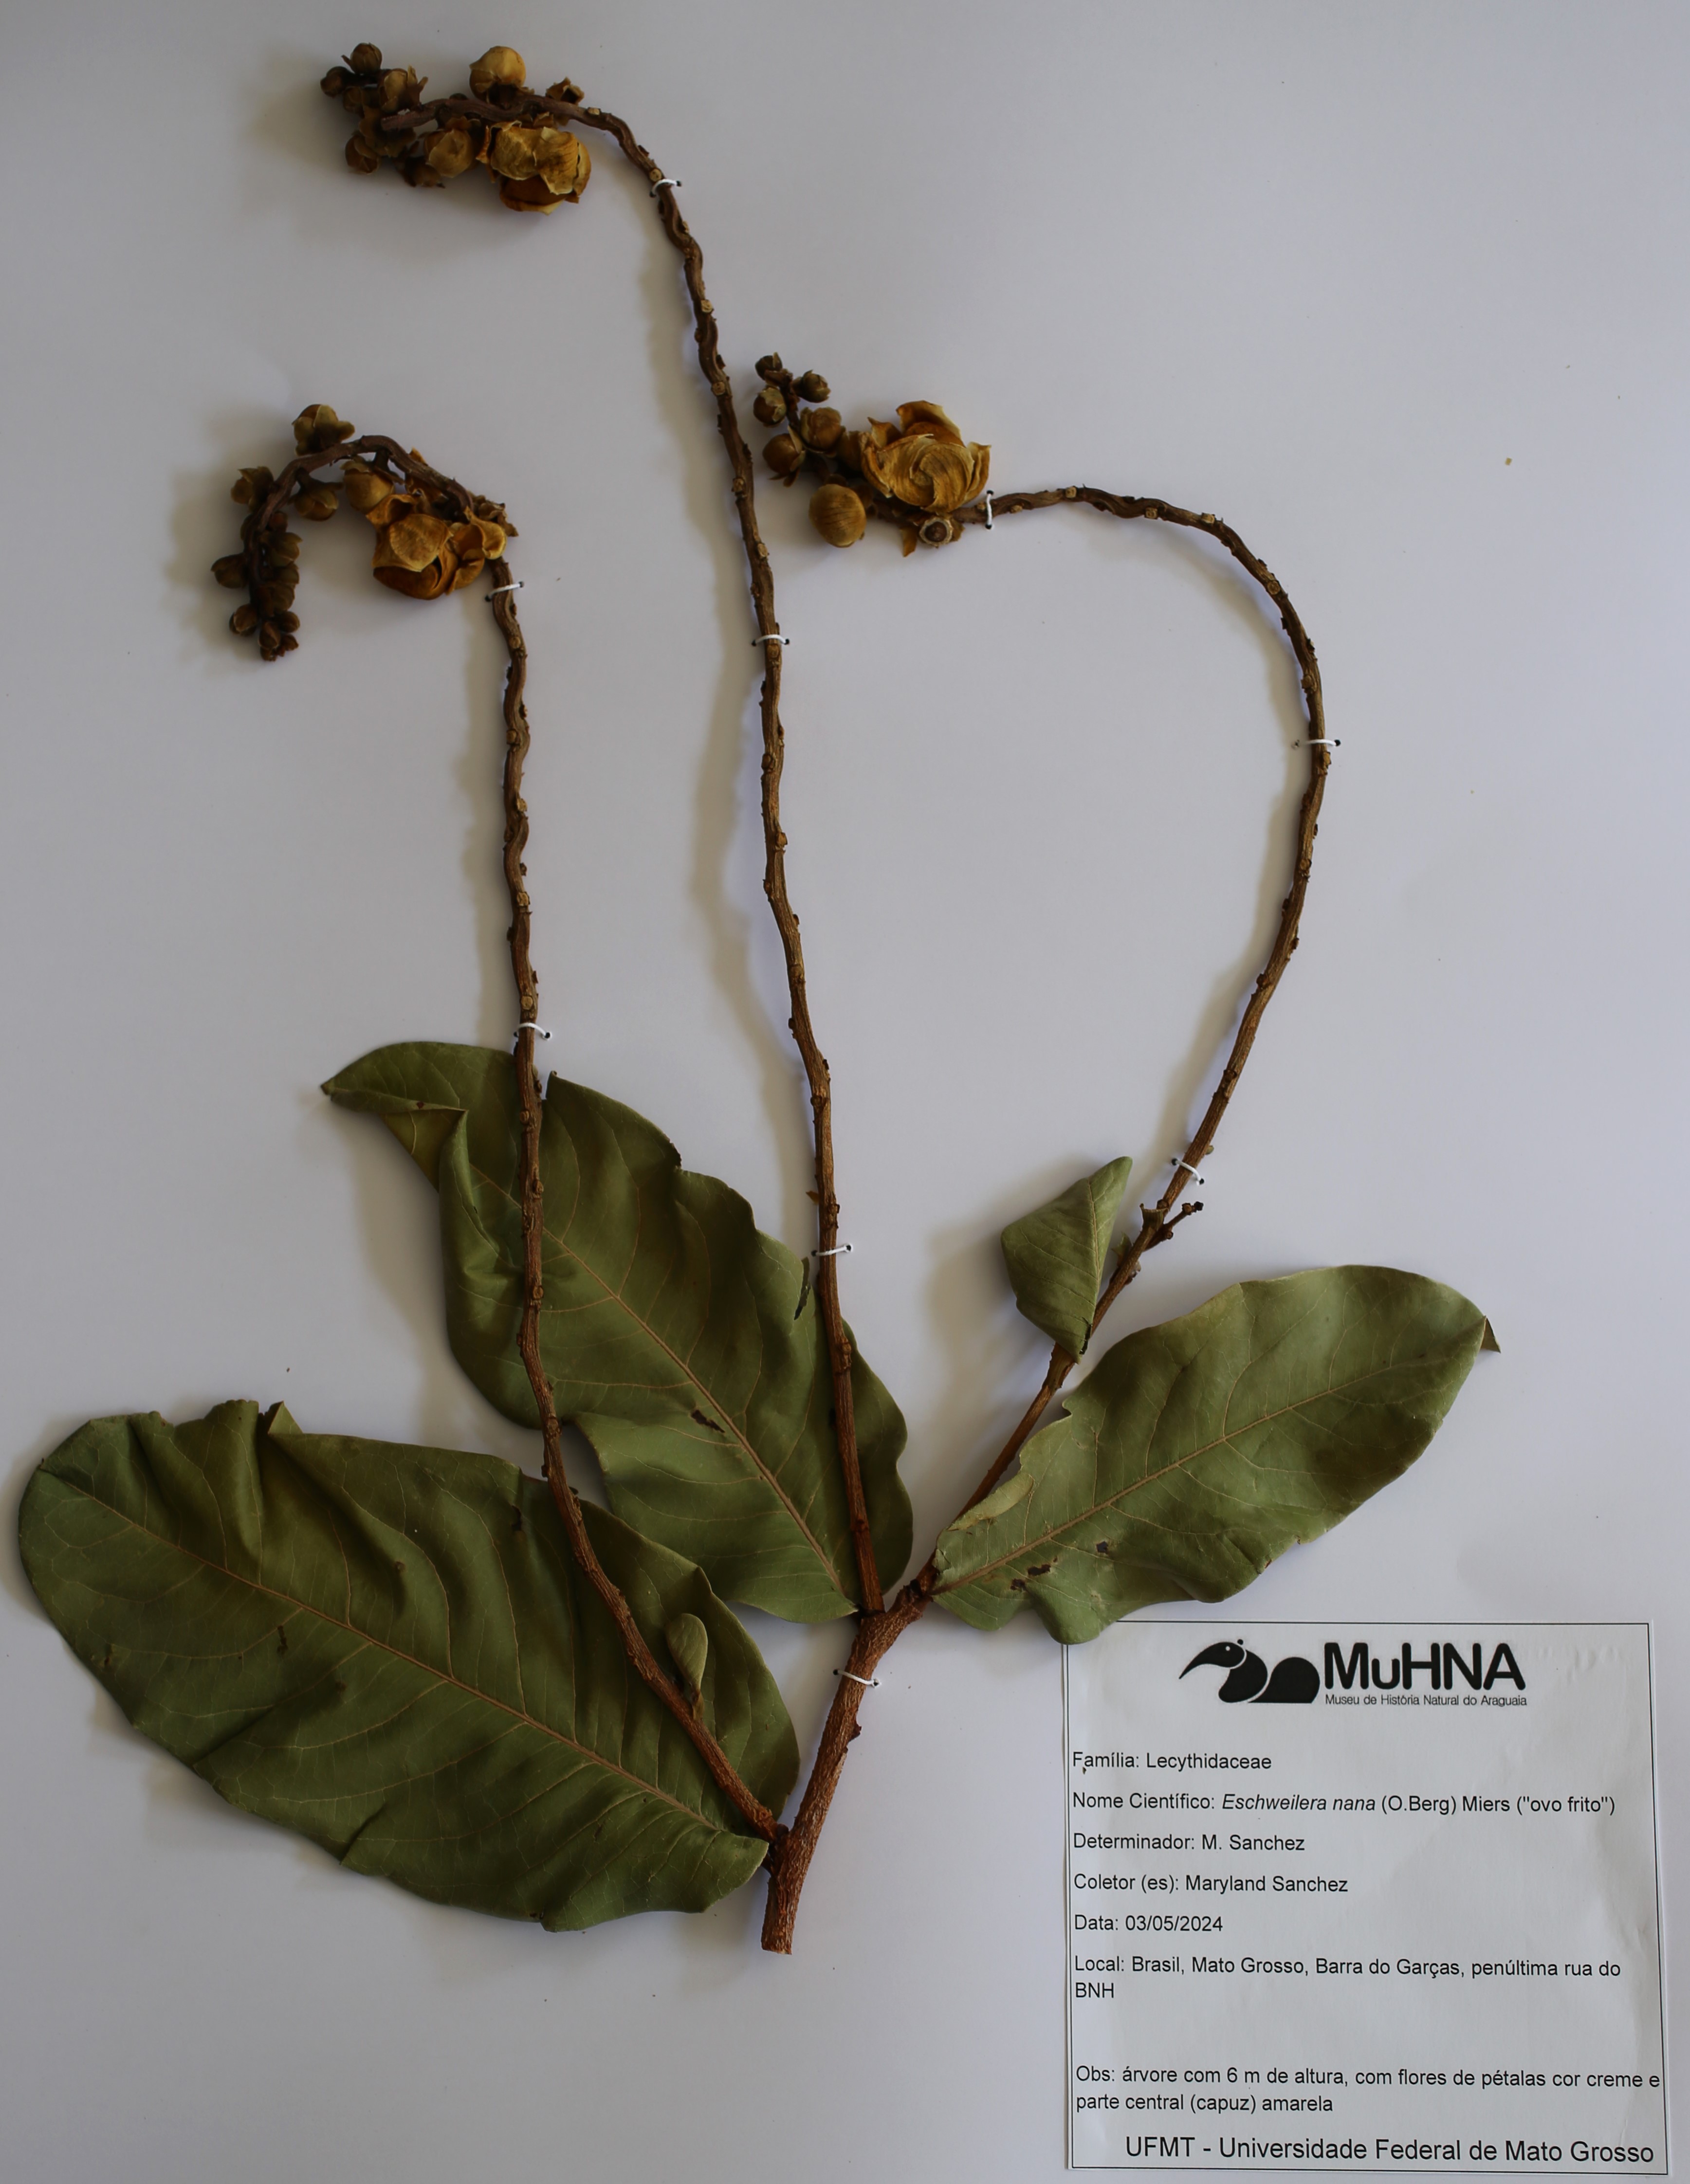 MuHNA
Museu de História Natural do Araguaia
Família: Lecythidaceae
Nome Científico: Eschweilera nana (O.Berg) Miers ("ovo frito")
Determinador: M. Sanchez
Coletor (es): Maryland Sanchez
Data: 03/05/2024
Local: Brasil, Mato Grosso, Barra do Garças, penúltima rua do
BNH
Obs: árvore com 6 m de altura, com flores de pétalas cor creme e
parte central (capuz) amarela
UFMT - Universidade Federal de Mato Grosso